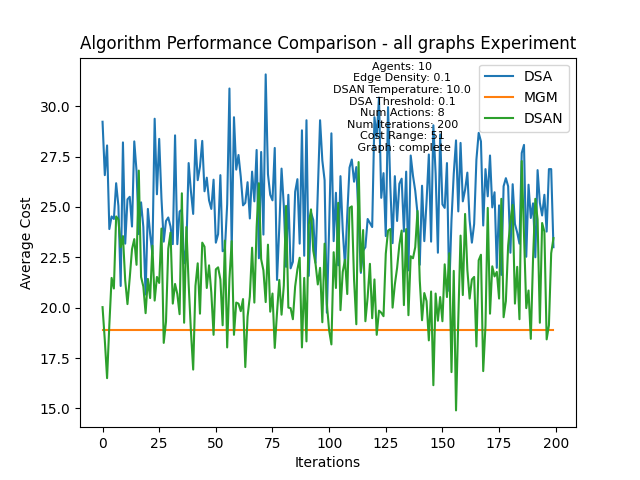 Algorithm Performance Comparison - all graphs Experiment
Agents: 10
Edge Density: 0.1
DSAN Temperature: 10.0
DSA Threshold: 0.1
Num Actions: 8
Num Iterations: 200
Cost Range: 51
Graph: complete
DSA
MGM
DSAN
Average Cost
30.0
27.5
25.0
22.5
20.0
17.5
15.0
0 25 50 75 100 125 150 175 200
Iterations